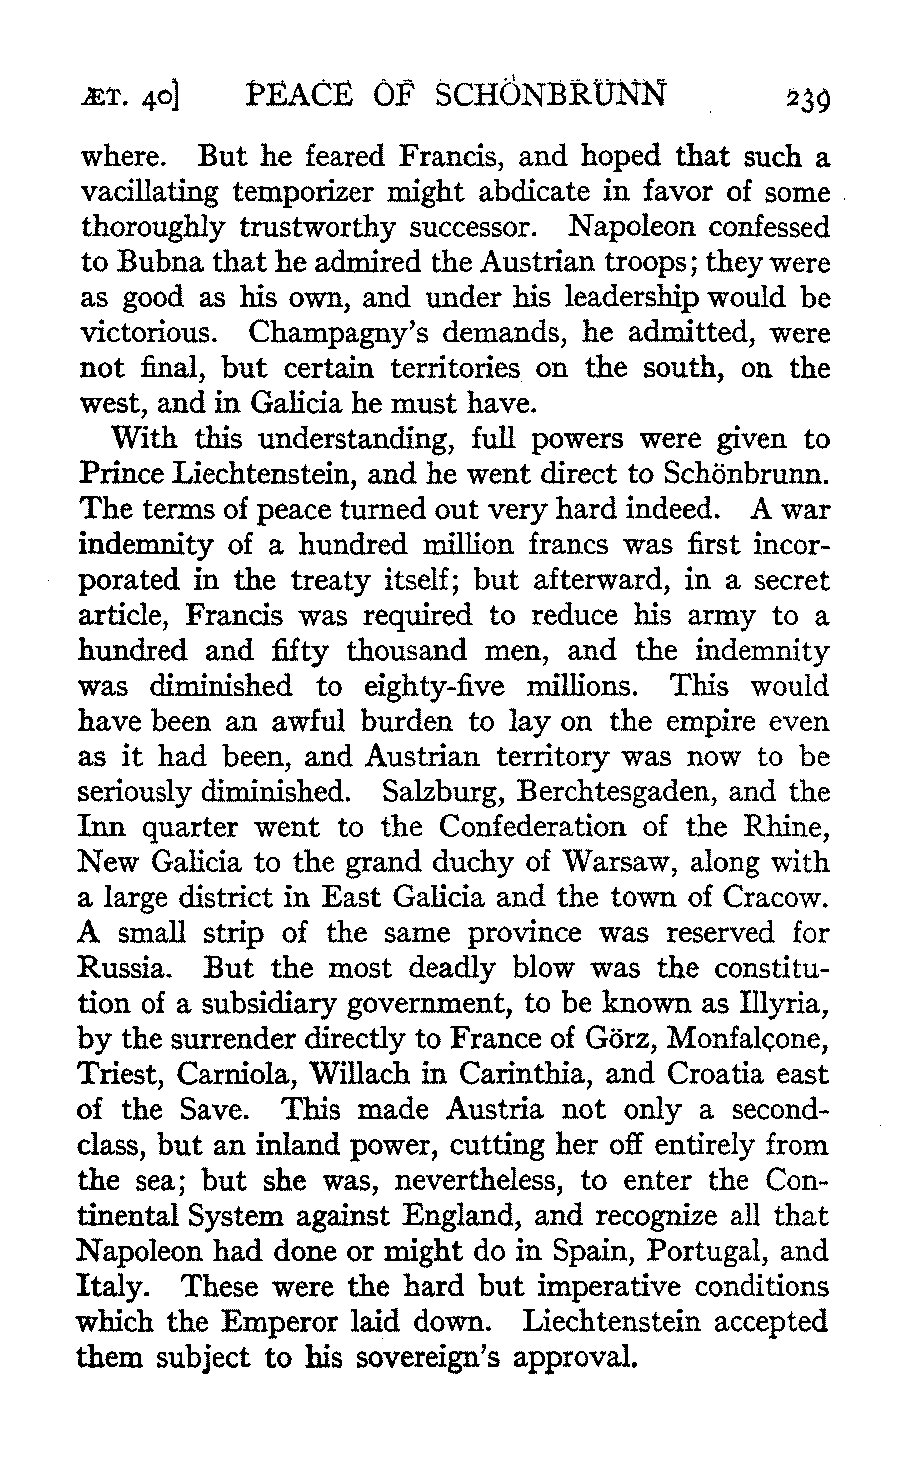 ÆT. 40] PEACE OF SCHÖNBRUNN 239
where. But he feared Francis, and hoped that such a
vacillating temporizer might abdicate in favor of some
thoroughly trustworthy successor. Napoleon confessed
to Bubna that he admired the Austrian troops; they were
as good as his own, and under his leadership would be
victorious. Champagny's demands, he admitted, were
not final, but certain territories on the south, on the
west, and in Galicia he must have.
With this understanding, full powers were given to
Prince Liechtenstein, and he went direct to Schönbrunn.
The terms of peace turned out very hard indeed. A war
indemnity of a hundred million francs was first incor-
porated in the treaty itself; but afterward, in a secret
article, Francis was required to reduce his army to a
hundred and fifty thousand men, and the indemnity
was diminished to eighty-five millions. This would
have been an awful burden to lay on the empire even
as it had been, and Austrian territory was now to be
seriously diminished. Salzburg, Berchtesgaden, and the
Inn quarter went to the Confederation of the Rhine,
New Galicia to the grand duchy of Warsaw, along with
a large district in East Galicia and the town of Cracow.
A small strip of the same province was reserved for
Russia. But the most deadly blow was the constitu-
tion of a subsidiary government, to be known as Illyria,
by the surrender directly to France of Görz, Monfalçone,
Triest, Carniola, Willach in Carinthia, and Croatia east
of the Save. This made Austria not only a second-
class, but an inland power, cutting her off entirely from
the sea; but she was, nevertheless, to enter the Con-
tinental System against England, and recognize all that
Napoleon had done or might do in Spain, Portugal, and
Italy. These were the hard but imperative conditions
which the Emperor laid down. Liechtenstein accepted
them subject to his sovereign's approval.